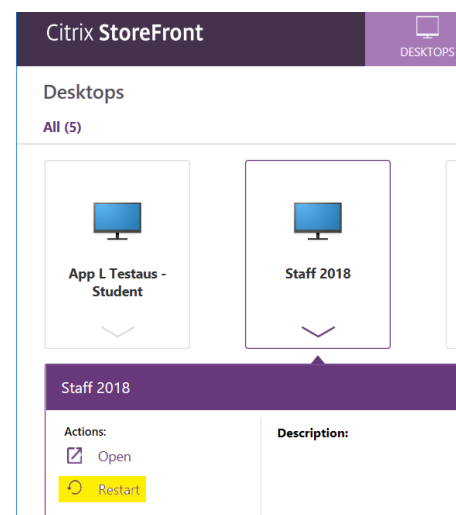 Citrix StoreFront
DESKTOPS
Desktops
All (5)
App L Testaus -
Student
Staff 2018
Staff 2018
Actions:
Description:
Open
Restart